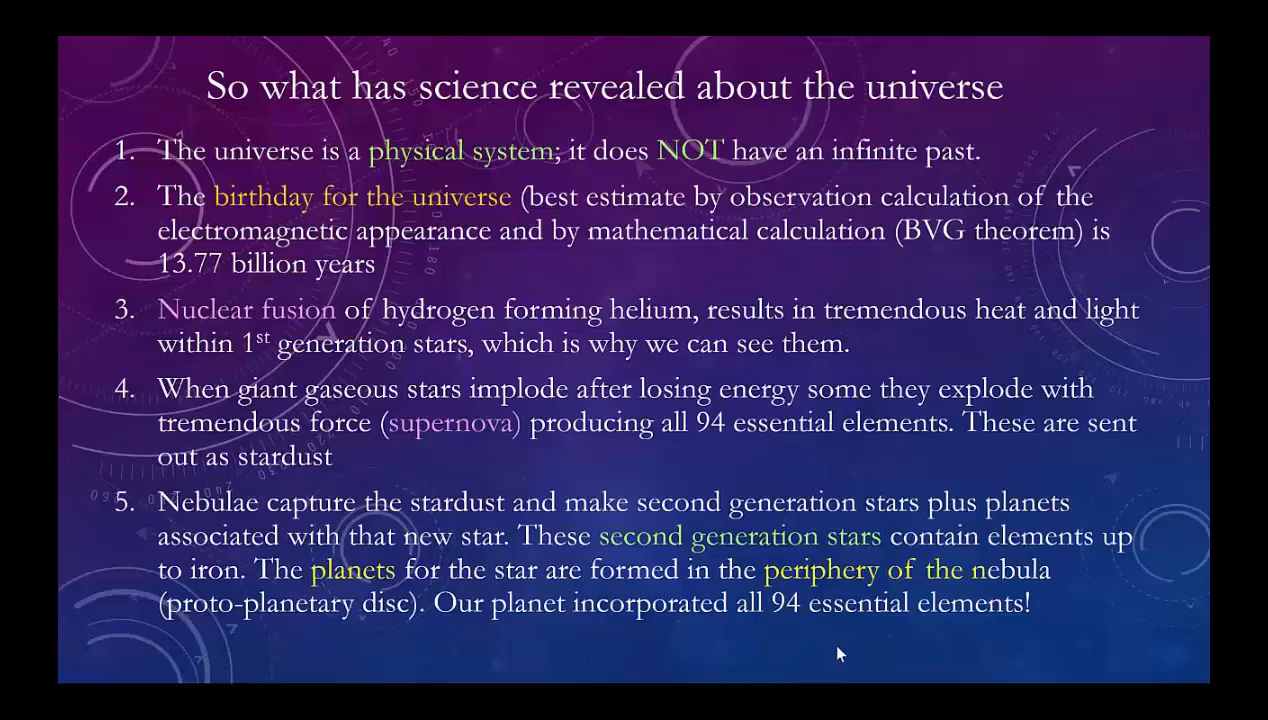 So what has science revealed about the universe
1. The universe is a physical system; it does NOT have an infinite past.
2. The birthday for the universe (best estimate by observation calculation of the
electromagnetic appearance and by mathematical calculation (BVG theorem) is
13.77 billion years
3. Nuclear fusion of hydrogen forming helium, results in tremendous heat and light
within 1st generation stars, which is why we can see them.
4. When giant gaseous stars implode after losing energy some they explode with
tremendous force (supernova) producing all 94 essential elements. These are sent
out as stardust
5. Nebulae capture the stardust and make second generation stars plus planets
associated with that new star. These second generation stars contain elements up
to iron. The planets for the star are formed in the periphery of the nebula
(proto-planetary disc). Our planet incorporated all 94 essential elements!